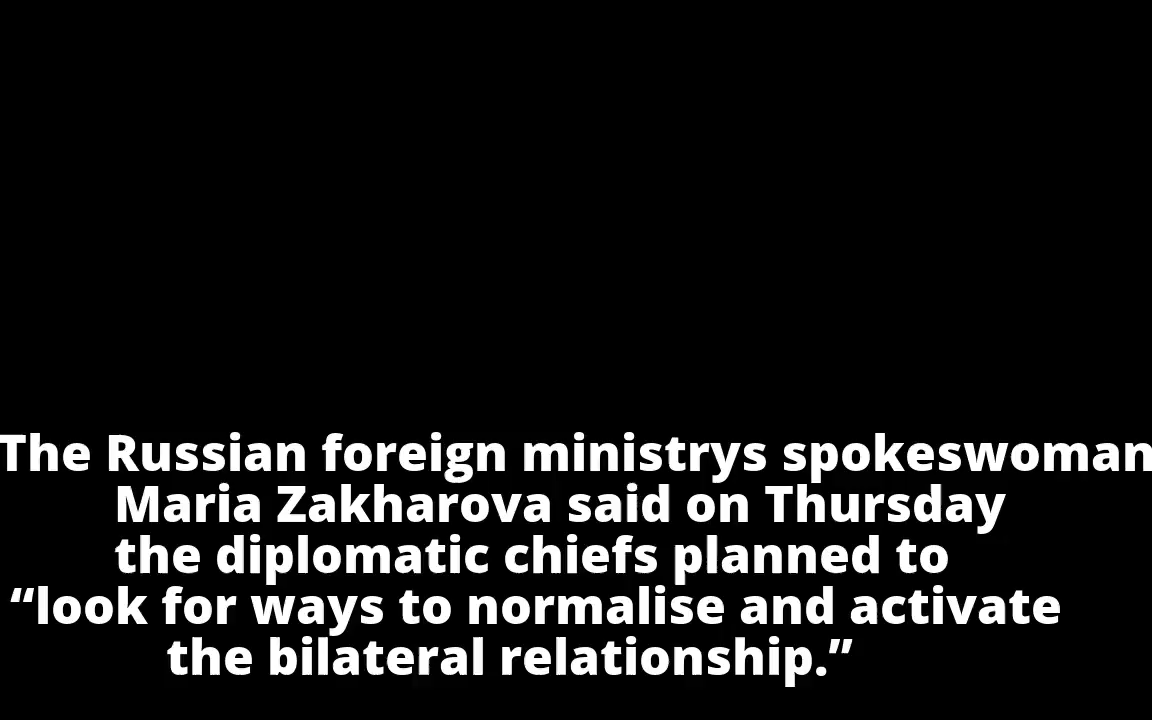 The Russian foreign ministrys spokeswoman
Maria Zakharova said on Thursday
the diplomatic chiefs planned to
“look for ways to normalise and activate
the bilateral relationship.”